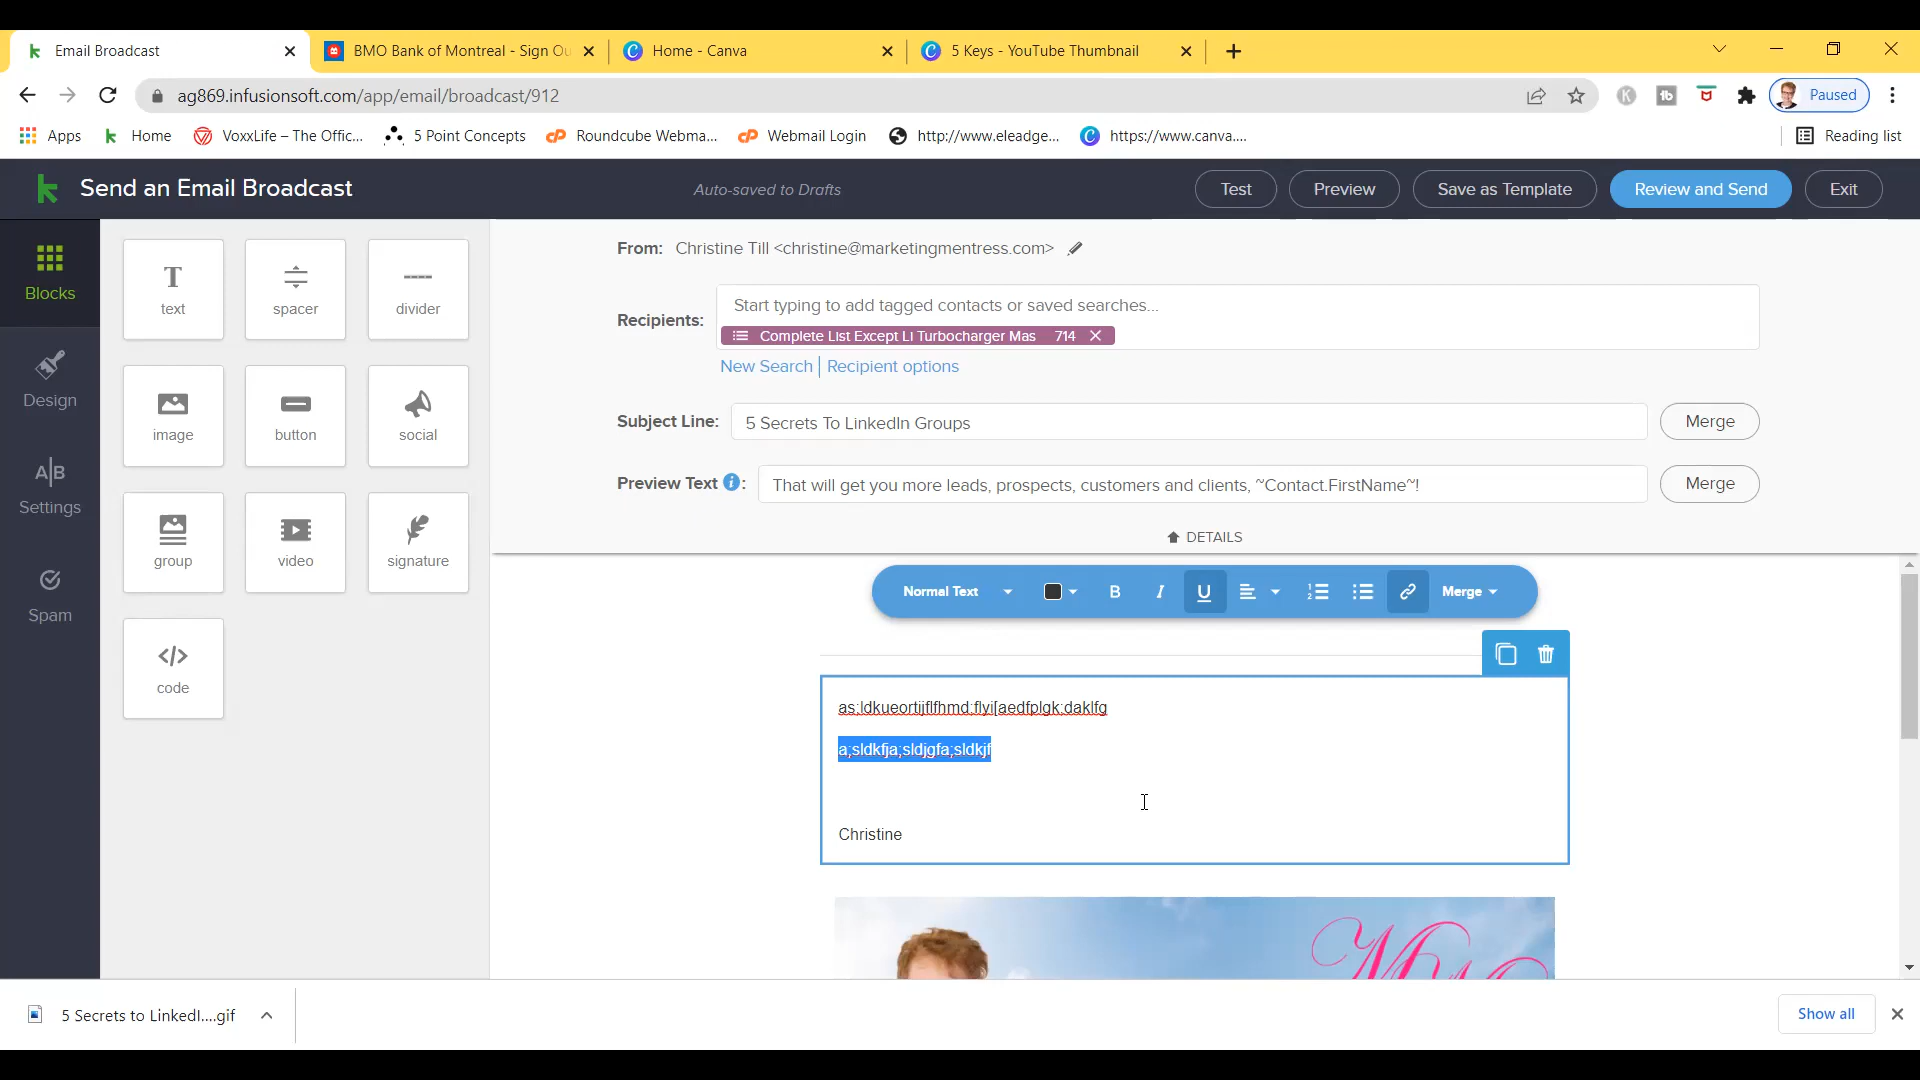 Email Broadcast
BMO Bank of Montreal - Sign Ou
Home - Canva
5 Keys - YouTube Thumbnail
ag869.infusionsoft.com/app/email/broadcast/912
Paused
Apps
Home
VoxxLife – The Offic...
5 Point Concepts
Roundcube Webma...
Webmail Login
http://www.eleadge...
https://www.canva....
Reading list
Send an Email Broadcast
Auto-saved to Drafts
Test
Preview
Save as Template
Review and Send
Exit
Blocks
Design
A|B
Settings
Spam
text
spacer
divider
image
button
social
group
video
signature
code
From: Christine Till <christine@marketingmentress.com>
Recipients:
Start typing to add tagged contacts or saved searches...
Complete List Except LI Turbocharger Mas 714
New Search | Recipient options
Subject Line: 5 Secrets To LinkedIn Groups
Merge
Preview Text : That will get you more leads, prospects, customers and clients, ~Contact.FirstName~!
Merge
DETAILS
Normal Text
B I U
Merge
as;ldkueortijflfhmd;flyi[aedfplgk;daklfg
a;sldkfja;sldjgfa;sldkjf
Christine
5 Secrets to LinkedI....gif
Show all